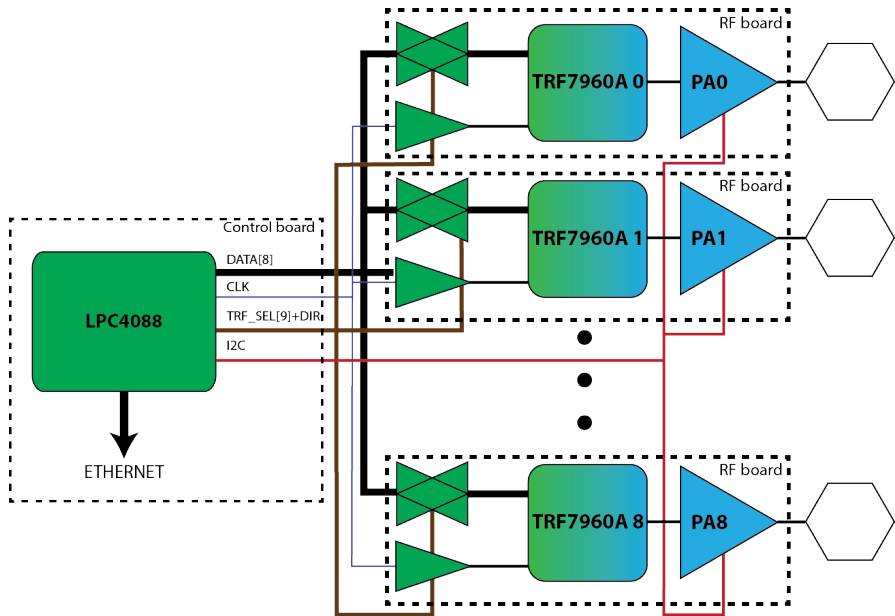 RF board
TRF7960A 0
PA0
RF board
TRF7960A 1
PA1
Control board
LPC4088
DATA[8]
CLK
TRF_SEL[9]+DIR
I2C
ETHERNET
RF board
TRF7960A 8
PA8